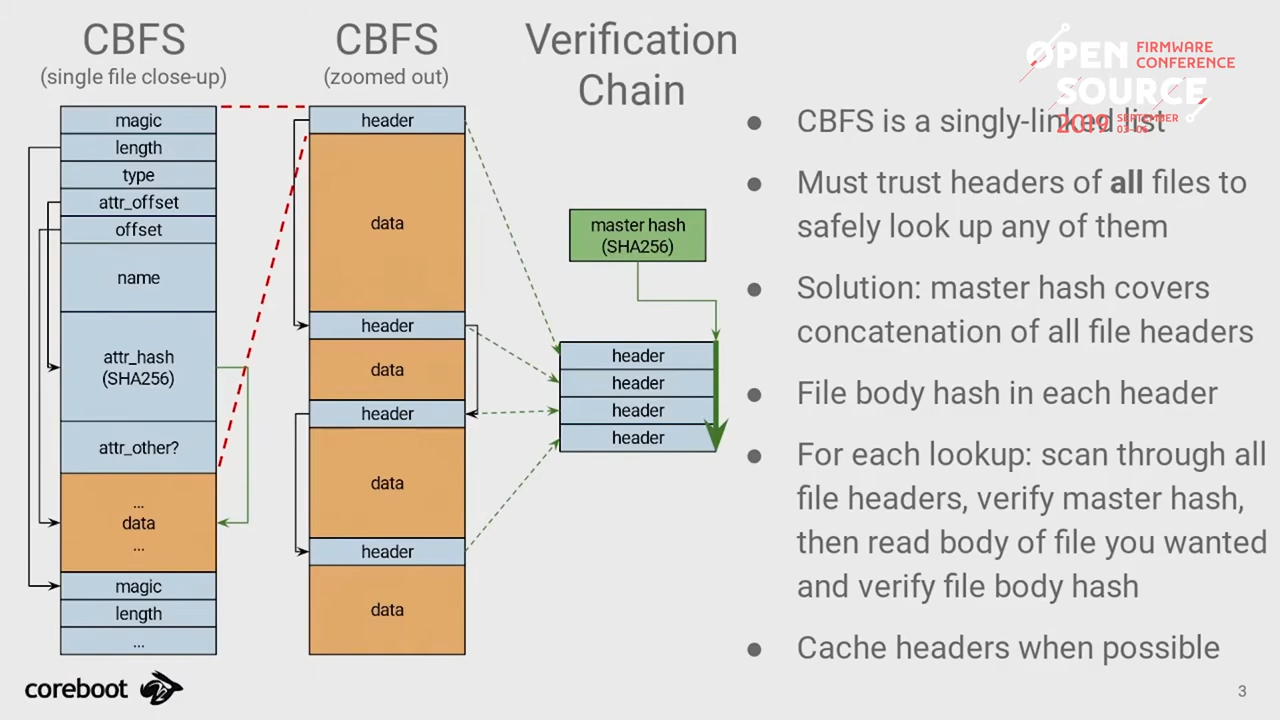 CBFS
(single file close-up)
magic
length
type
attr_offset
offset
name
attr_hash
(SHA256)
attr_other?
...
data
...
magic
length
...
CBFS
(zoomed out)
header
data
header
data
header
data
header
data
Verification
Chain
master hash
(SHA256)
header
header
header
header
OPEN
SOURCE
FIRMWARE
CONFERENCE
2019
SEPTEMBER
03-06
● CBFS is a singly-linked list
● Must trust headers of all files to
safely look up any of them
● Solution: master hash covers
concatenation of all file headers
● File body hash in each header
● For each lookup: scan through all
file headers, verify master hash,
then read body of file you wanted
and verify file body hash
● Cache headers when possible
coreboot
3